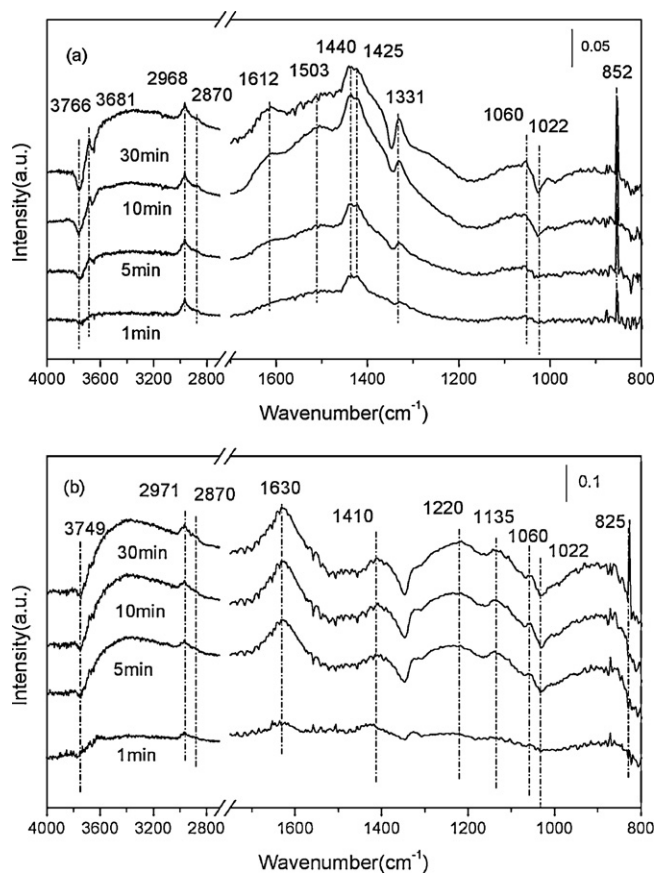 (a)
0.05
3766
3681
2968
2870
1612
1503
1440
1425
1331
1060
1022
852
30min
10min
5min
1min
Intensity(a.u.)
4000 3600 3200 2800 1600 1400 1200 1000 800
Wavenumber(cm⁻¹)
(b)
0.1
3749
2971
2870
1630
1410
1220
1135
1060
1022
825
30min
10min
5min
1min
Intensity(a.u.)
4000 3600 3200 2800 1600 1400 1200 1000 800
Wavenumber(cm⁻¹)